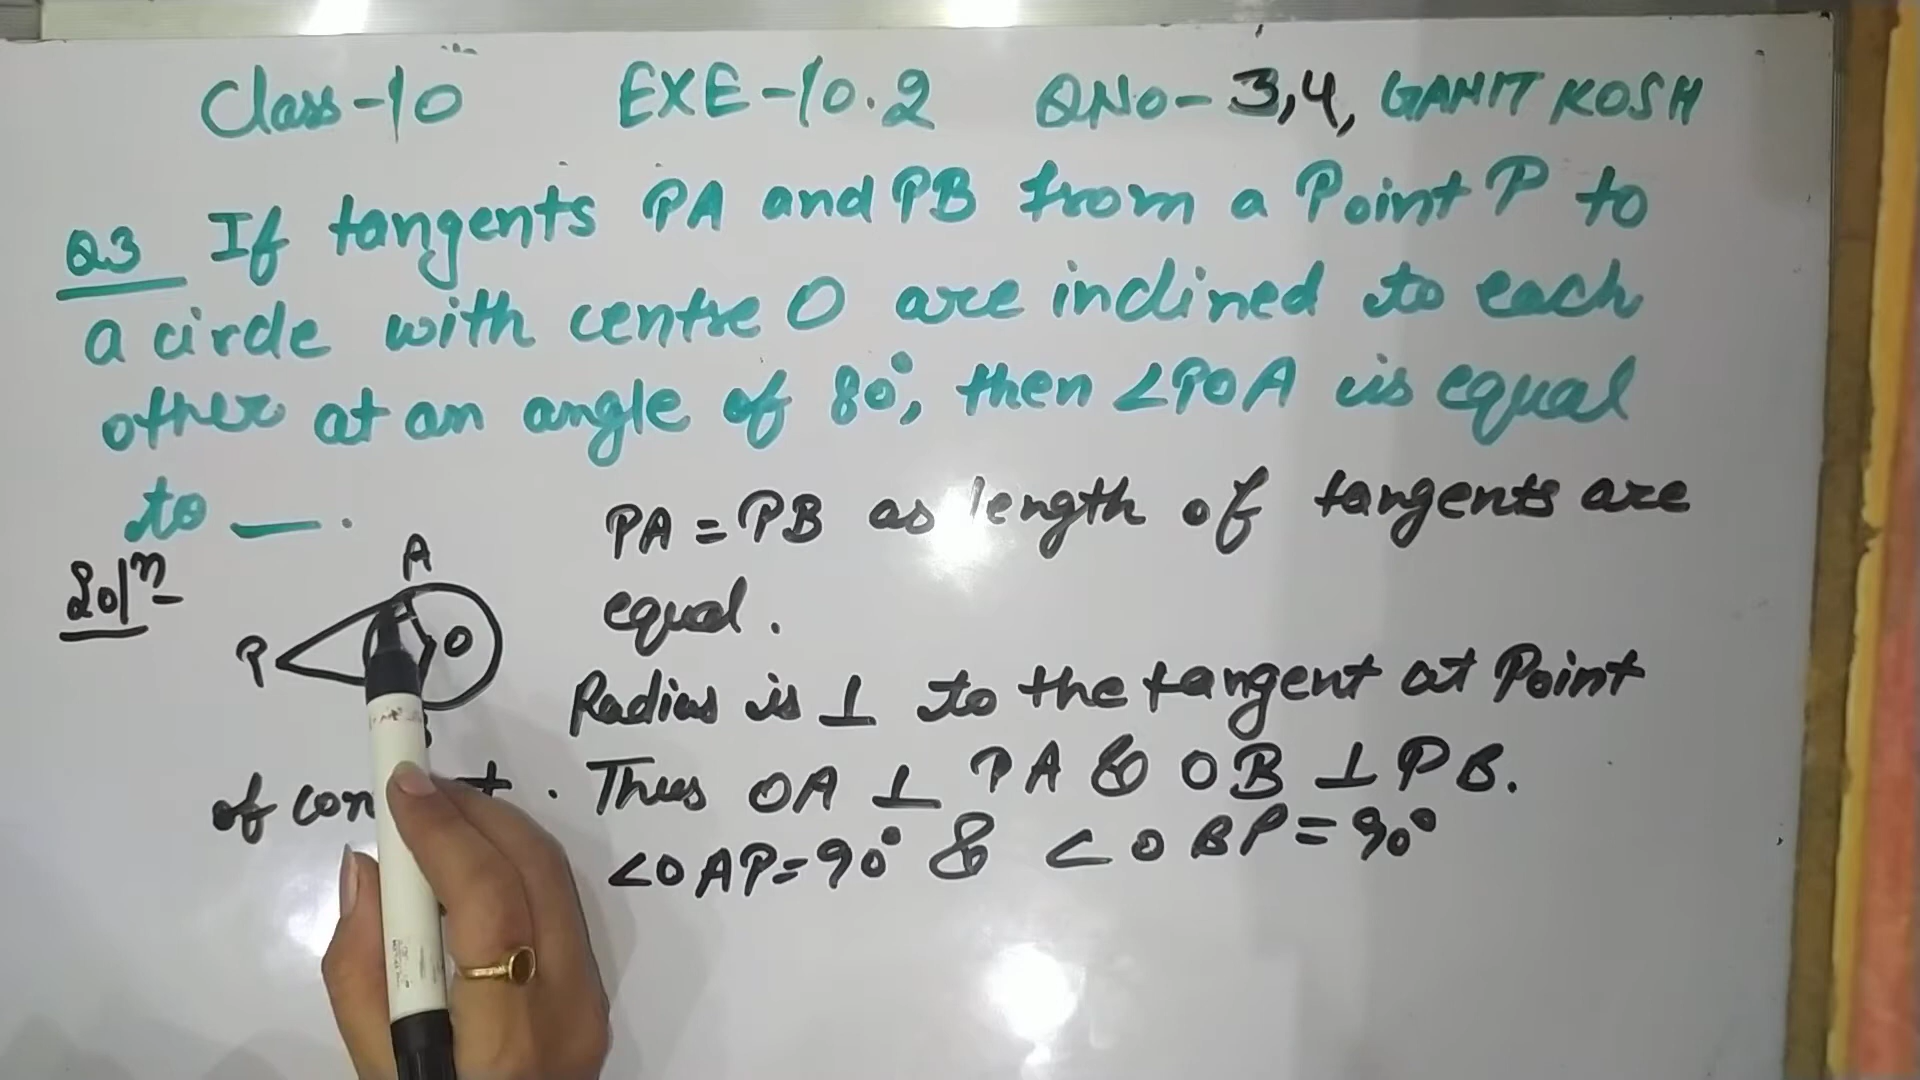 Class-10 EXE-10.2 QNo-3,4, GANIT KOSH
Q3 If tangents PA and PB from a Point P to
a circle with centre O are inclined to each
other at an angle of 80°, then ∠POA is equal
to __.
Solⁿ
A
P
O
PA = PB as length of tangents are
equal.
Radius is ⊥ to the tangent at Point
of . Thus OA ⊥ PA & OB ⊥ PB.
∠OAP=90° & ∠OBP=90°